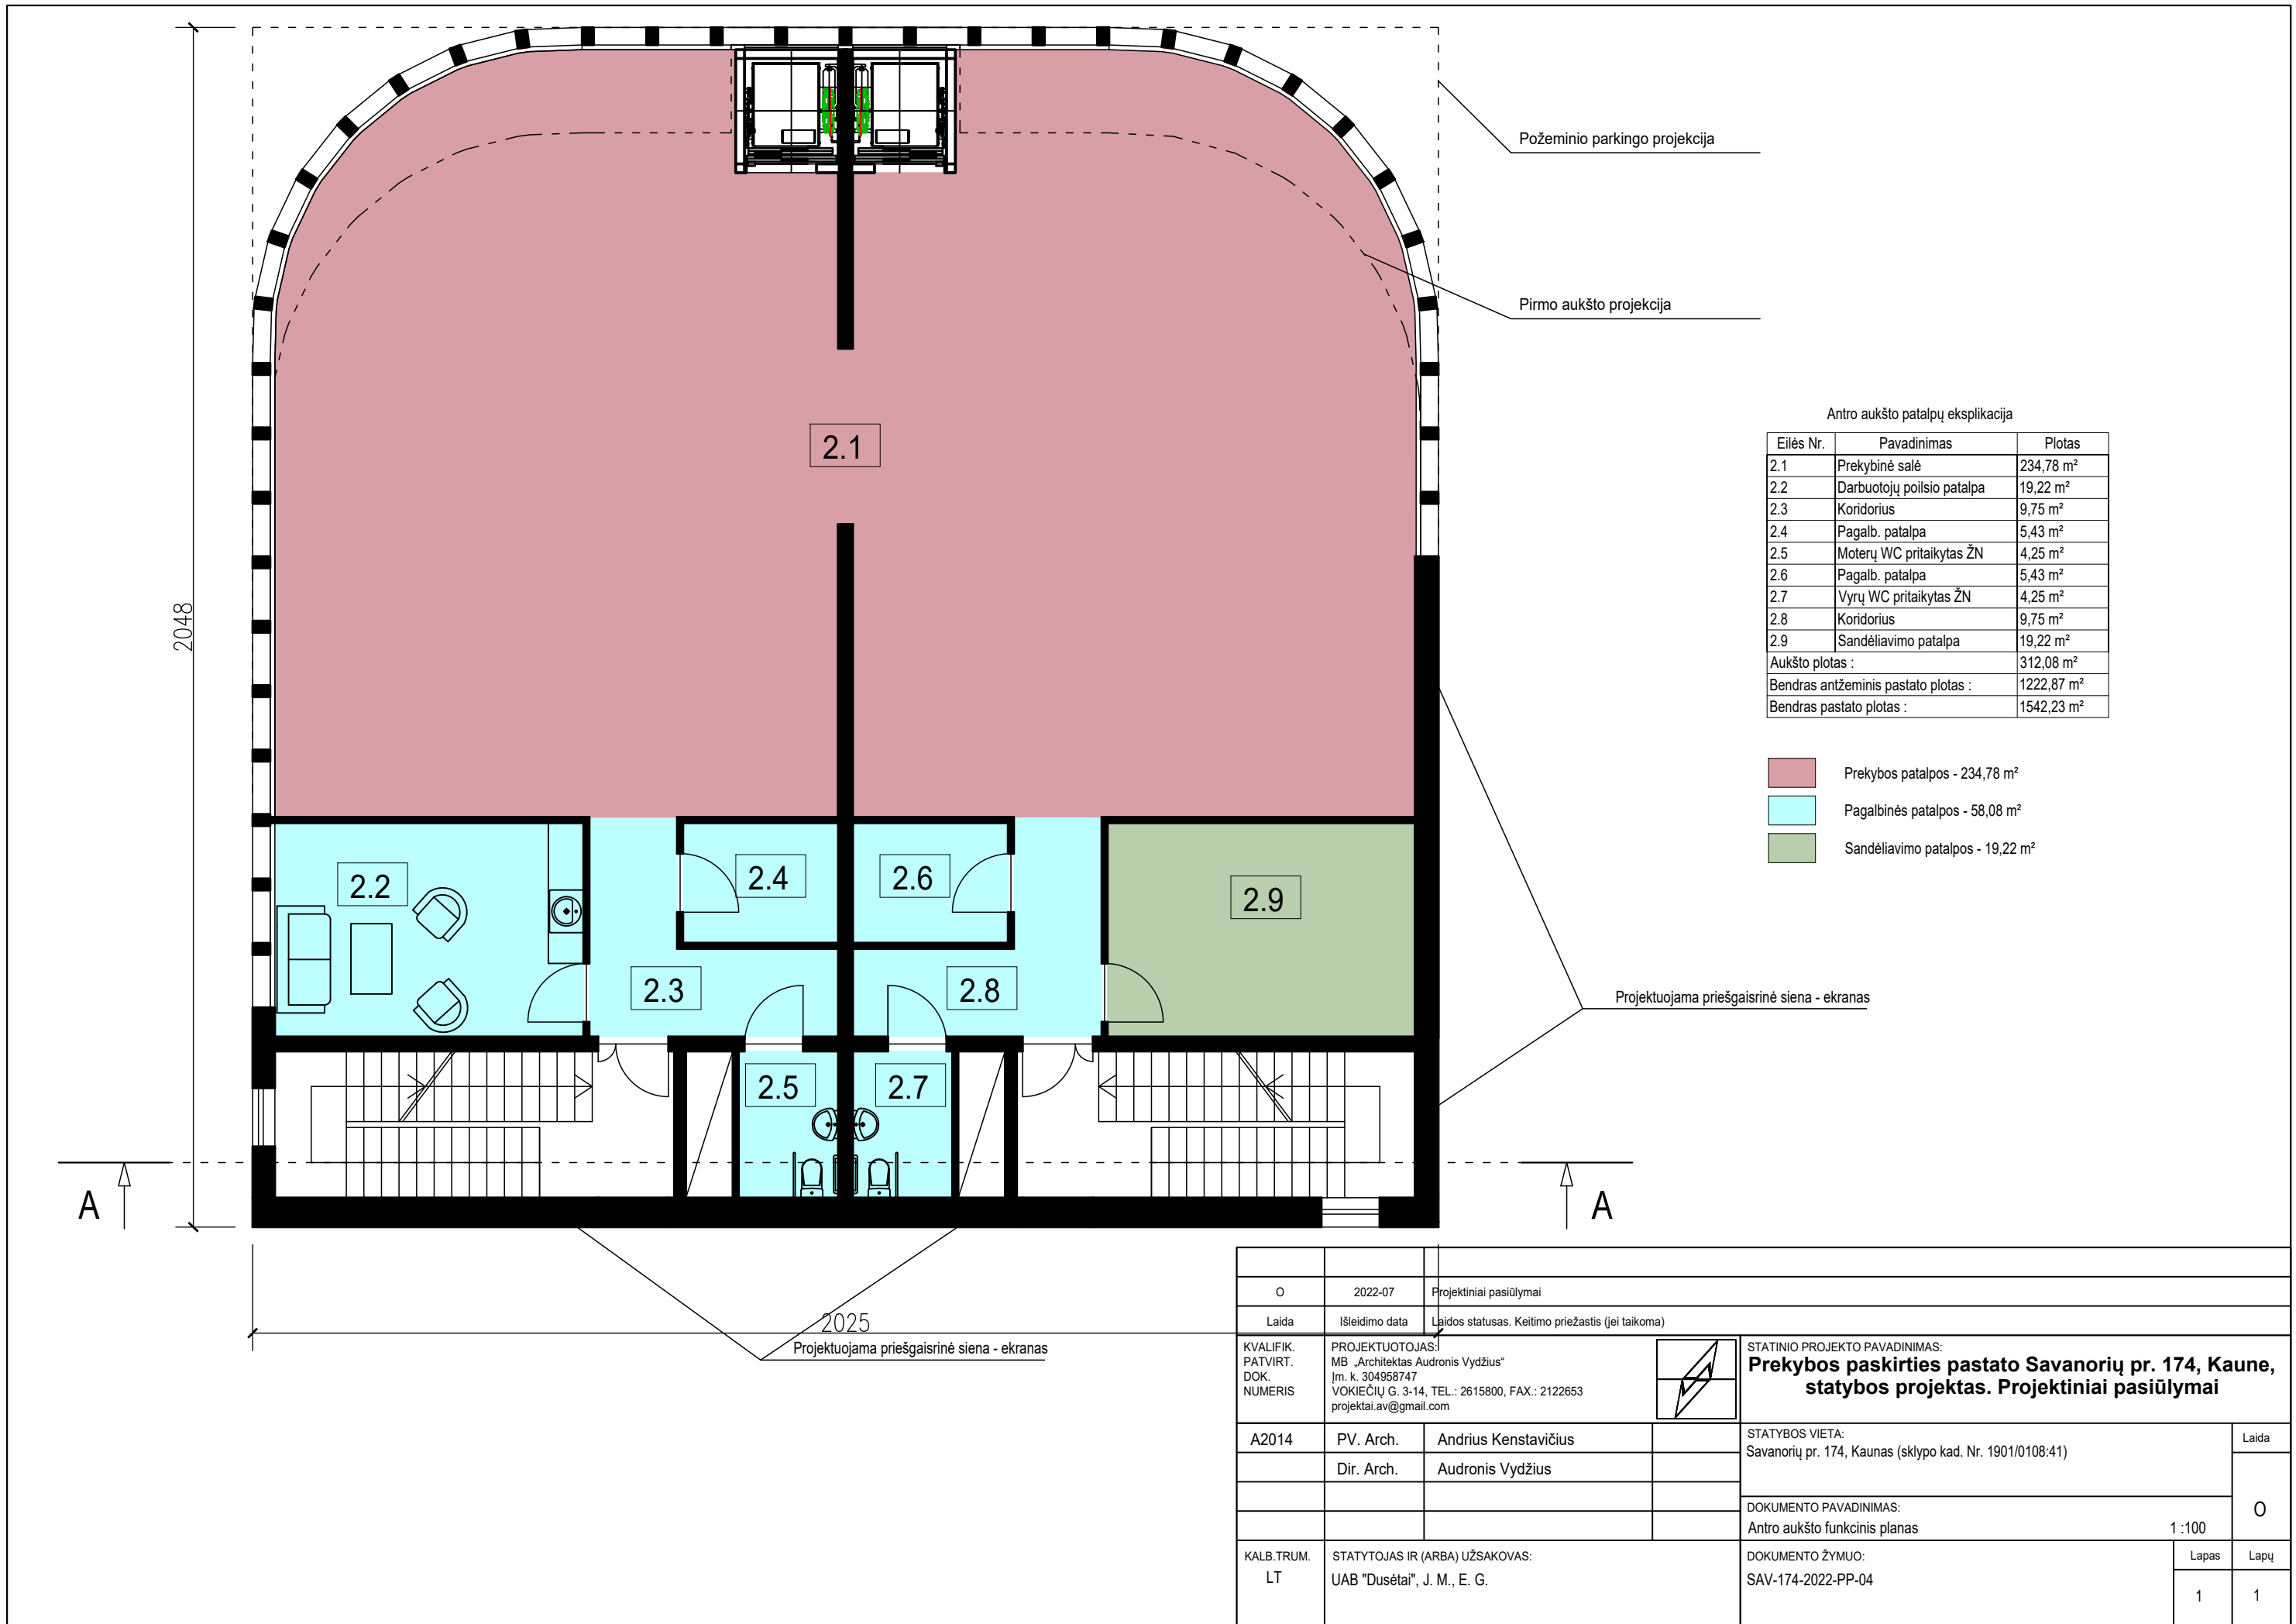 Požeminio parkingo projekcija
Pirmo aukšto projekcija
2.1
2048
Antro aukšto patalpų eksplikacija
Eilės Nr. Pavadinimas Plotas
2.1 Prekybinė salė 234,78 m²
2.2 Darbuotojų poilsio patalpa 19,22 m²
2.3 Koridorius 9,75 m²
2.4 Pagalb. patalpa 5,43 m²
2.5 Moterų WC pritaikytas ŽN 4,25 m²
2.6 Pagalb. patalpa 5,43 m²
2.7 Vyrų WC pritaikytas ŽN 4,25 m²
2.8 Koridorius 9,75 m²
2.9 Sandėliavimo patalpa 19,22 m²
Aukšto plotas : 312,08 m²
Bendras antžeminis pastato plotas : 1222,87 m²
Bendras pastato plotas : 1542,23 m²
Prekybos patalpos - 234,78 m²
Pagalbinės patalpos - 58,08 m²
Sandėliavimo patalpos - 19,22 m²
2.2
2.4
2.6
2.9
2.3
2.8
Projektuojama priešgaisrinė siena - ekranas
2.5
2.7
A
A
2025
Projektuojama priešgaisrinė siena - ekranas
O 2022-07 Projektiniai pasiūlymai
Laida Išleidimo data Laidos statusas. Keitimo priežastis (jei taikoma)
KVALIFIK.
PATVIRT.
DOK.
NUMERIS
PROJEKTUOTOJAS:
MB „Architektas Audronis Vydžius“
Įm. k. 304958747
VOKIEČIŲ G. 3-14, TEL.: 2615800, FAX.: 2122653
projektai.av@gmail.com
STATINIO PROJEKTO PAVADINIMAS:
Prekybos paskirties pastato Savanorių pr. 174, Kaune,
statybos projektas. Projektiniai pasiūlymai
A2014 PV. Arch. Andrius Kenstavičius
Dir. Arch. Audronis Vydžius
STATYBOS VIETA:
Savanorių pr. 174, Kaunas (sklypo kad. Nr. 1901/0108:41)
Laida
O
DOKUMENTO PAVADINIMAS:
Antro aukšto funkcinis planas 1 :100
KALB.TRUM.
LT
STATYTOJAS IR (ARBA) UŽSAKOVAS:
UAB "Dusėtai", J. M., E. G.
DOKUMENTO ŽYMUO:
SAV-174-2022-PP-04
Lapas Lapų
1 1